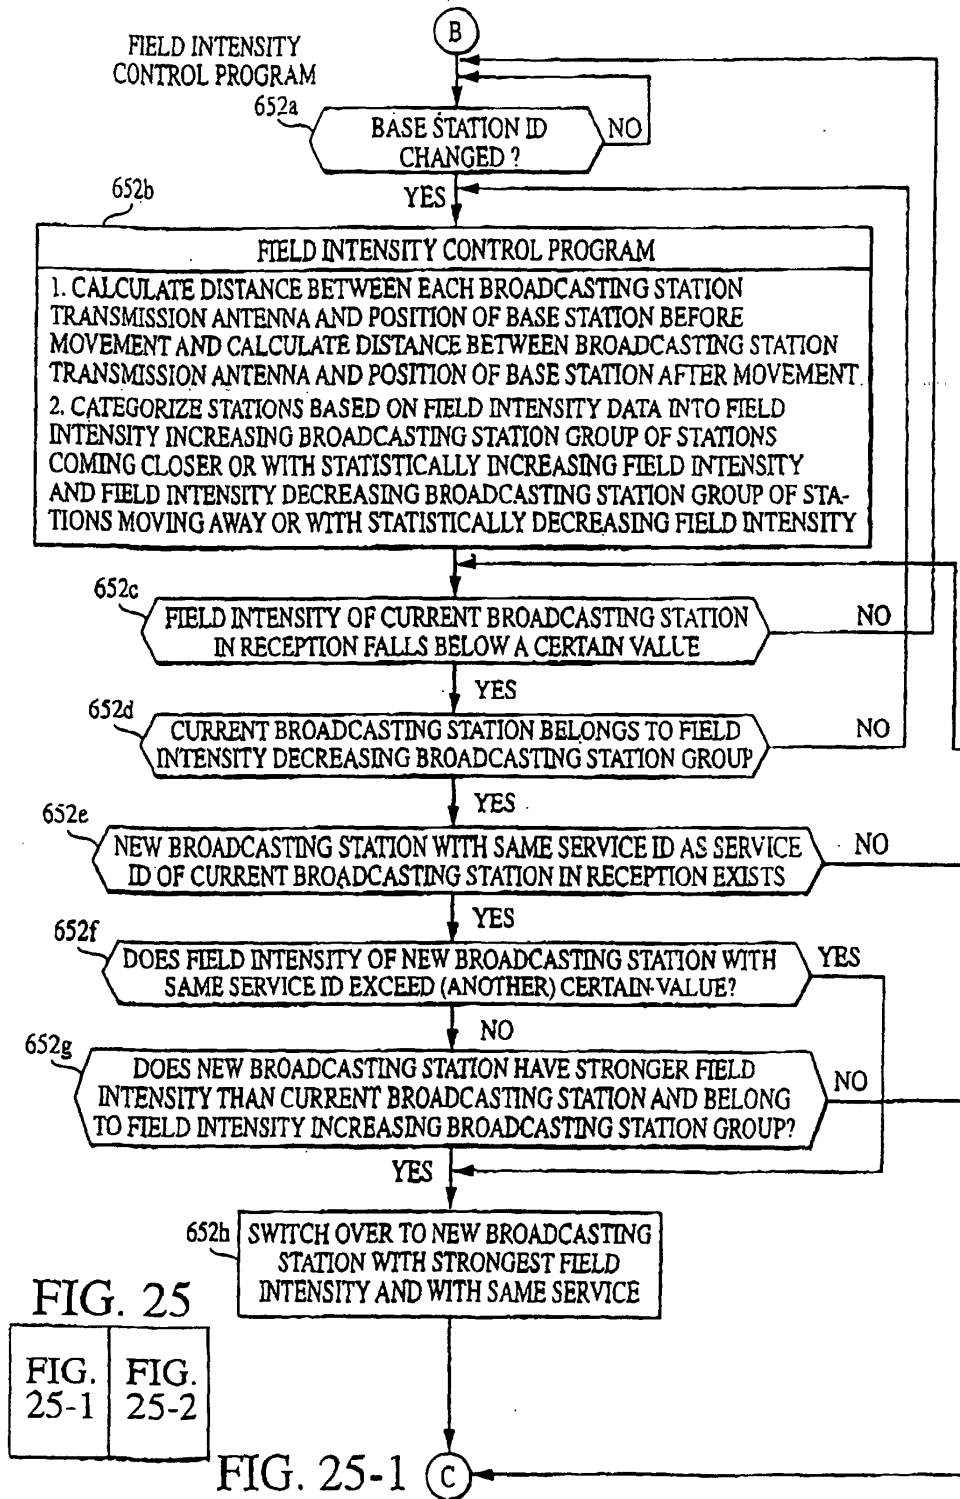 B
FIELD INTENSITY
CONTROL PROGRAM
652a
BASE STATION ID
CHANGED ?
NO
YES
652b
FIELD INTENSITY CONTROL PROGRAM
1. CALCULATE DISTANCE BETWEEN EACH BROADCASTING STATION
TRANSMISSION ANTENNA AND POSITION OF BASE STATION BEFORE
MOVEMENT AND CALCULATE DISTANCE BETWEEN BROADCASTING STATION
TRANSMISSION ANTENNA AND POSITION OF BASE STATION AFTER MOVEMENT
2. CATEGORIZE STATIONS BASED ON FIELD INTENSITY DATA INTO FIELD
INTENSITY INCREASING BROADCASTING STATION GROUP OF STATIONS
COMING CLOSER OR WITH STATISTICALLY INCREASING FIELD INTENSITY
AND FIELD INTENSITY DECREASING BROADCASTING STATION GROUP OF STA-
TIONS MOVING AWAY OR WITH STATISTICALLY DECREASING FIELD INTENSITY
652c
FIELD INTENSITY OF CURRENT BROADCASTING STATION
IN RECEPTION FALLS BELOW A CERTAIN VALUE
NO
YES
652d
CURRENT BROADCASTING STATION BELONGS TO FIELD
INTENSITY DECREASING BROADCASTING STATION GROUP
NO
YES
652e
NEW BROADCASTING STATION WITH SAME SERVICE ID AS SERVICE
ID OF CURRENT BROADCASTING STATION IN RECEPTION EXISTS
NO
YES
652f
DOES FIELD INTENSITY OF NEW BROADCASTING STATION WITH
SAME SERVICE ID EXCEED (ANOTHER) CERTAIN VALUE?
YES
NO
652g
DOES NEW BROADCASTING STATION HAVE STRONGER FIELD
INTENSITY THAN CURRENT BROADCASTING STATION AND BELONG
TO FIELD INTENSITY INCREASING BROADCASTING STATION GROUP?
NO
YES
652h
SWITCH OVER TO NEW BROADCASTING
STATION WITH STRONGEST FIELD
INTENSITY AND WITH SAME SERVICE
FIG. 25
FIG.
25-1
FIG.
25-2
FIG. 25-1
C